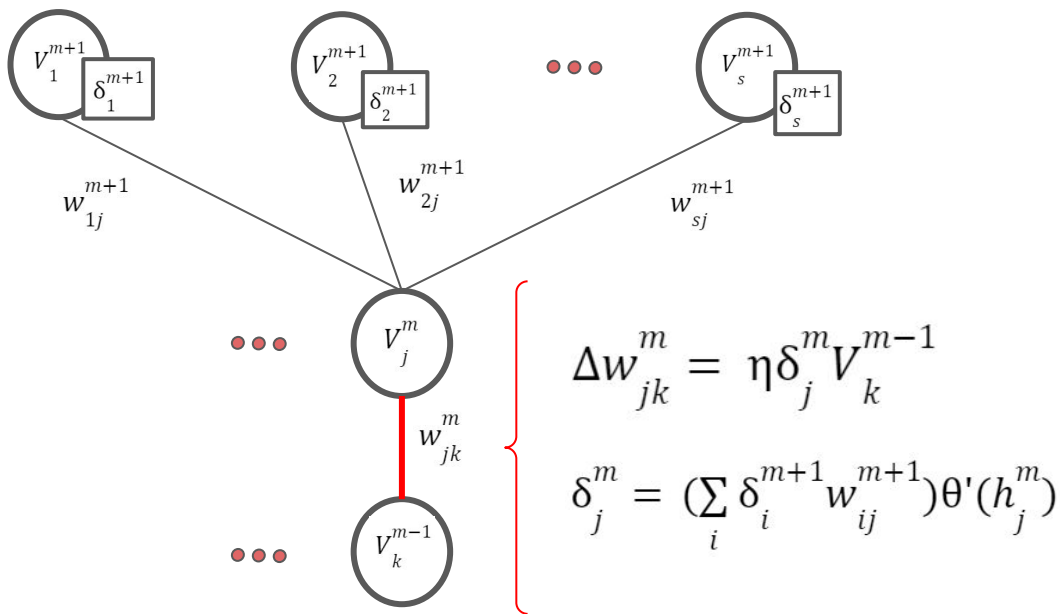 V_1^{m+1} V_2^{m+1} V_s^{m+1}
δ_1^{m+1} δ_2^{m+1} δ_s^{m+1}
w_{1j}^{m+1} w_{2j}^{m+1} w_{sj}^{m+1}
V_j^m
Δw_{jk}^m = ηδ_j^m V_k^{m−1}
w_{jk}^m
δ_j^m = (∑_i δ_i^{m+1} w_{ij}^{m+1})θ'(h_j^m)
V_k^{m−1}